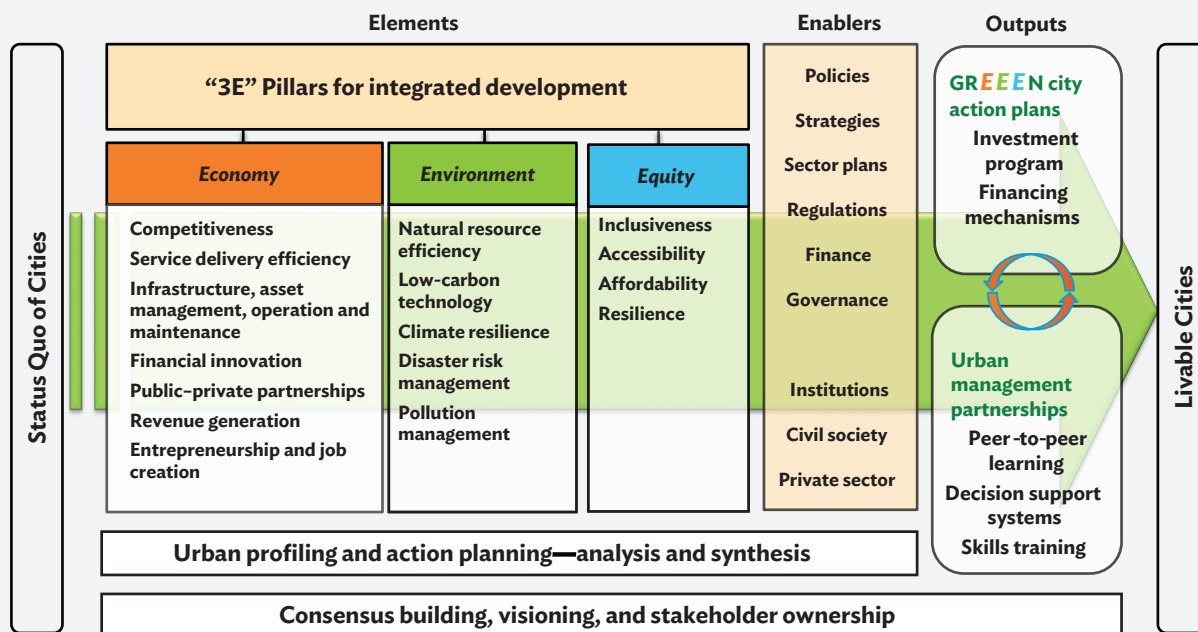 Elements
Enablers
Outputs
Status Quo of Cities
“3E” Pillars for integrated development
Economy
Competitiveness
Service delivery efficiency
Infrastructure, asset
management, operation and
maintenance
Financial innovation
Public–private partnerships
Revenue generation
Entrepreneurship and job
creation
Environment
Natural resource
efficiency
Low-carbon
technology
Climate resilience
Disaster risk
management
Pollution
management
Equity
Inclusiveness
Accessibility
Affordability
Resilience
Policies
Strategies
Sector plans
Regulations
Finance
Governance
Institutions
Civil society
Private sector
GREEEN city
action plans
Investment
program
Financing
mechanisms
Urban
management
partnerships
Peer-to-peer
learning
Decision support
systems
Skills training
Livable Cities
Urban profiling and action planning—analysis and synthesis
Consensus building, visioning, and stakeholder ownership